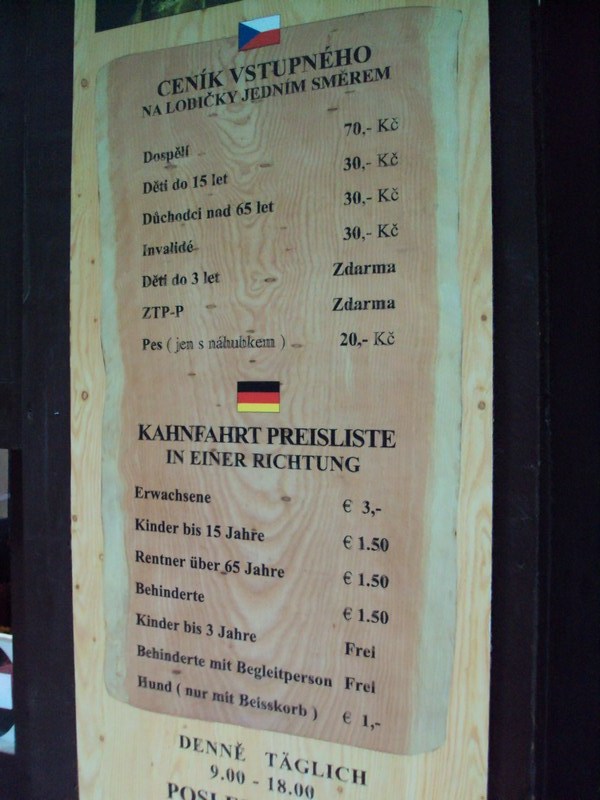 CENÍK VSTUPNÉHO
NA LODIČKY JEDNÍM SMĚREM
Dospělí 70,- Kč
Děti do 15 let 30,- Kč
Důchodci nad 65 let 30,- Kč
Invalidé 30,- Kč
Děti do 3 let Zdarma
ZTP-P Zdarma
Pes ( jen s náhubkem ) 20,- Kč
KAHNFAHRT PREISLISTE
IN EINER RICHTUNG
Erwachsene € 3,-
Kinder bis 15 Jahre € 1.50
Rentner über 65 Jahre € 1.50
Behinderte € 1.50
Kinder bis 3 Jahre Frei
Behinderte mit Begleitperson Frei
Hund ( nur mit Beisskorb ) € 1,-
DENNĚ TÄGLICH
9.00 - 18.00